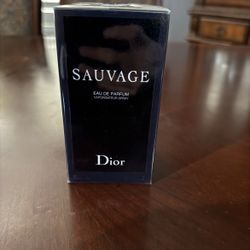 SAUVAGE
EAU DE PARFUM
VAPORISATEUR SPRAY
Dior